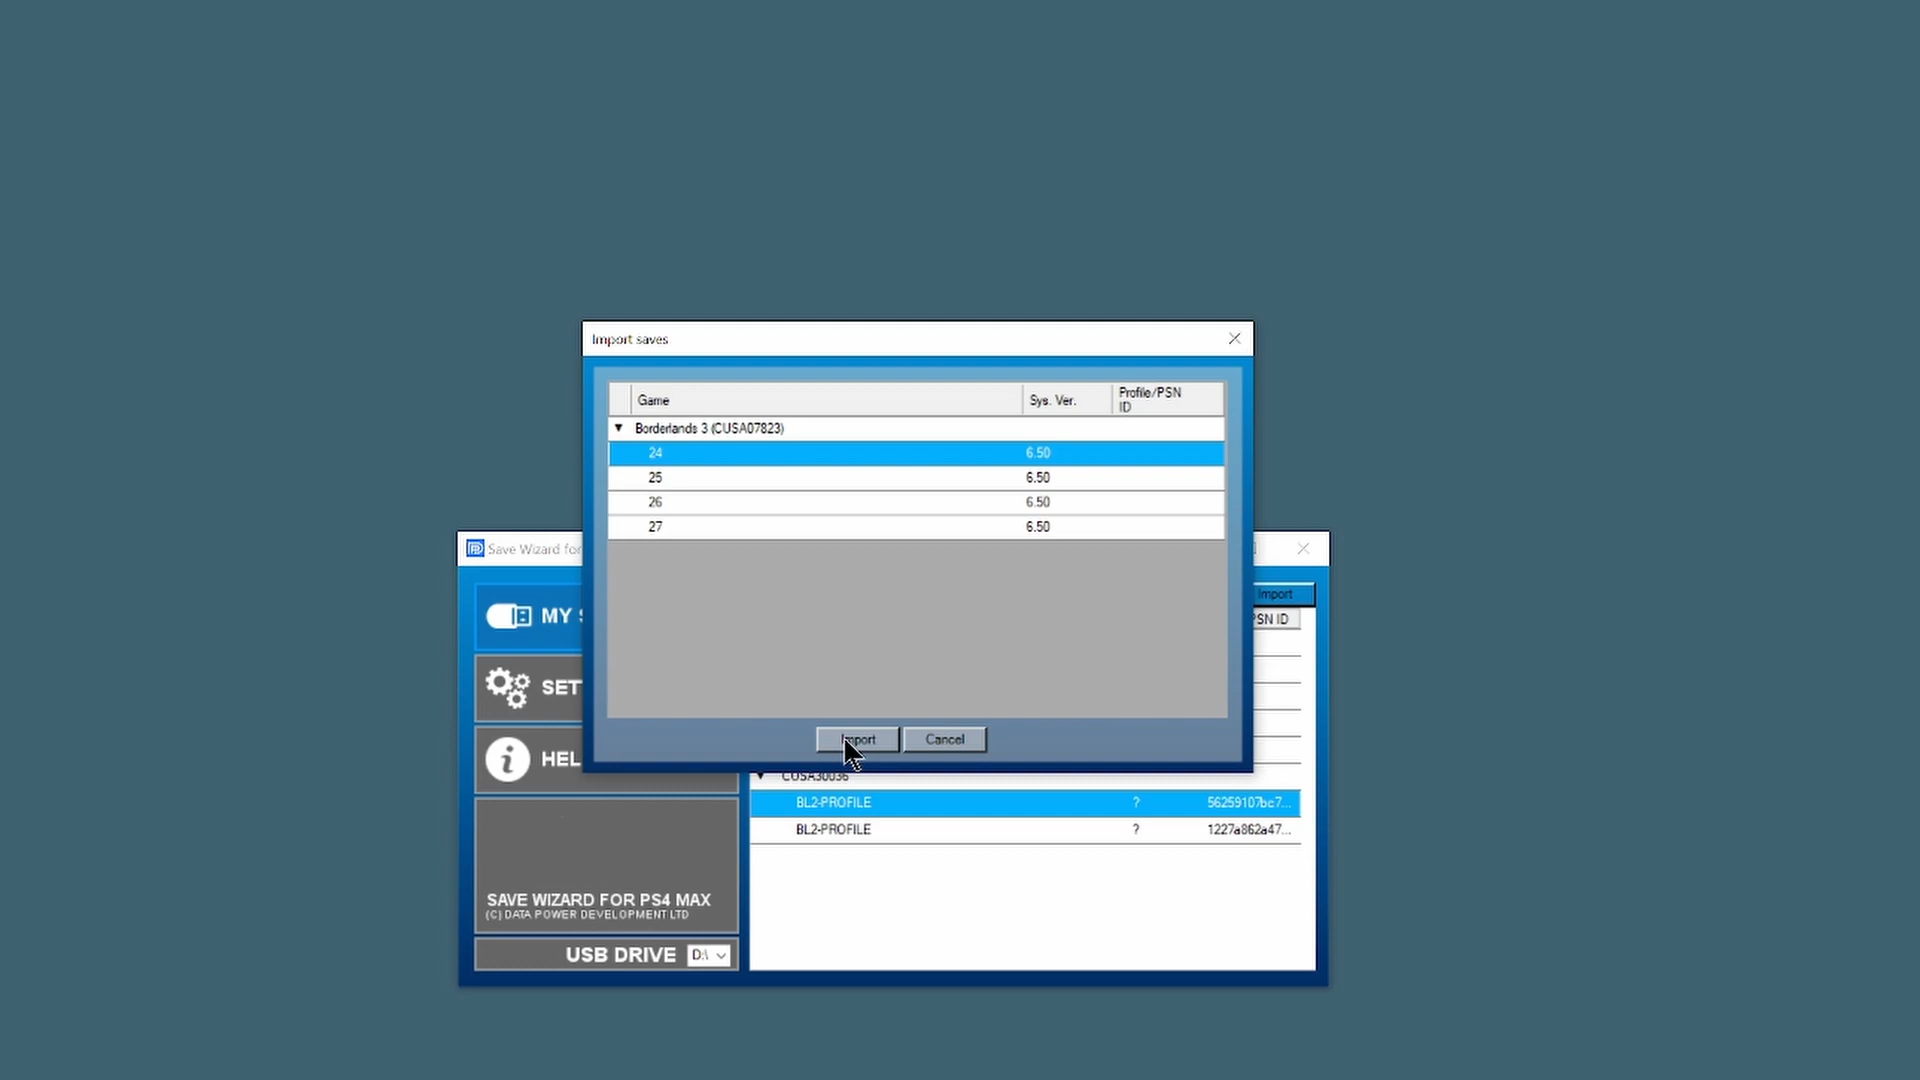 Import saves
Game Sys. Ver. Profile/PSN ID
Borderlands 3 (CUSA07823)
24 6.50
25 6.50
26 6.50
27 6.50
Import Cancel
Save Wizard for
Import
MY
PSN ID
SET
HEL
CUSA30036
BL2-PROFILE ? 56259107bc7...
BL2-PROFILE ? 1227a862a47...
SAVE WIZARD FOR PS4 MAX
(C) DATA POWER DEVELOPMENT LTD
USB DRIVE D:\